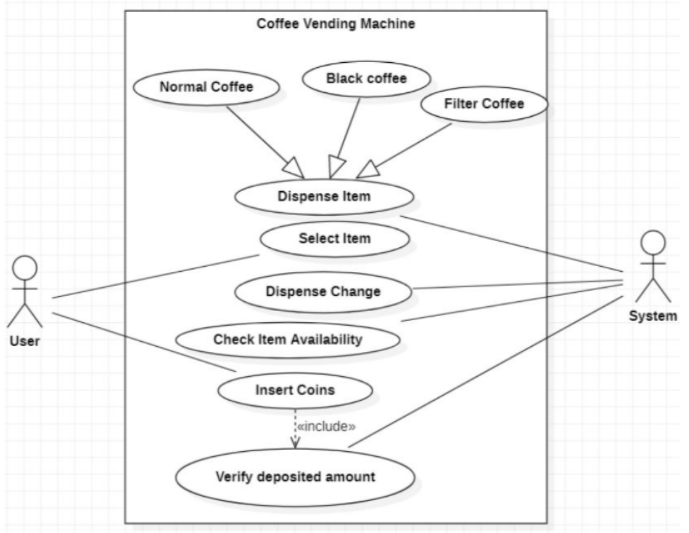 Coffee Vending Machine
Normal Coffee
Black coffee
Filter Coffee
Dispense Item
Select Item
Dispense Change
Check Item Availability
Insert Coins
«include»
Verify deposited amount
User
System